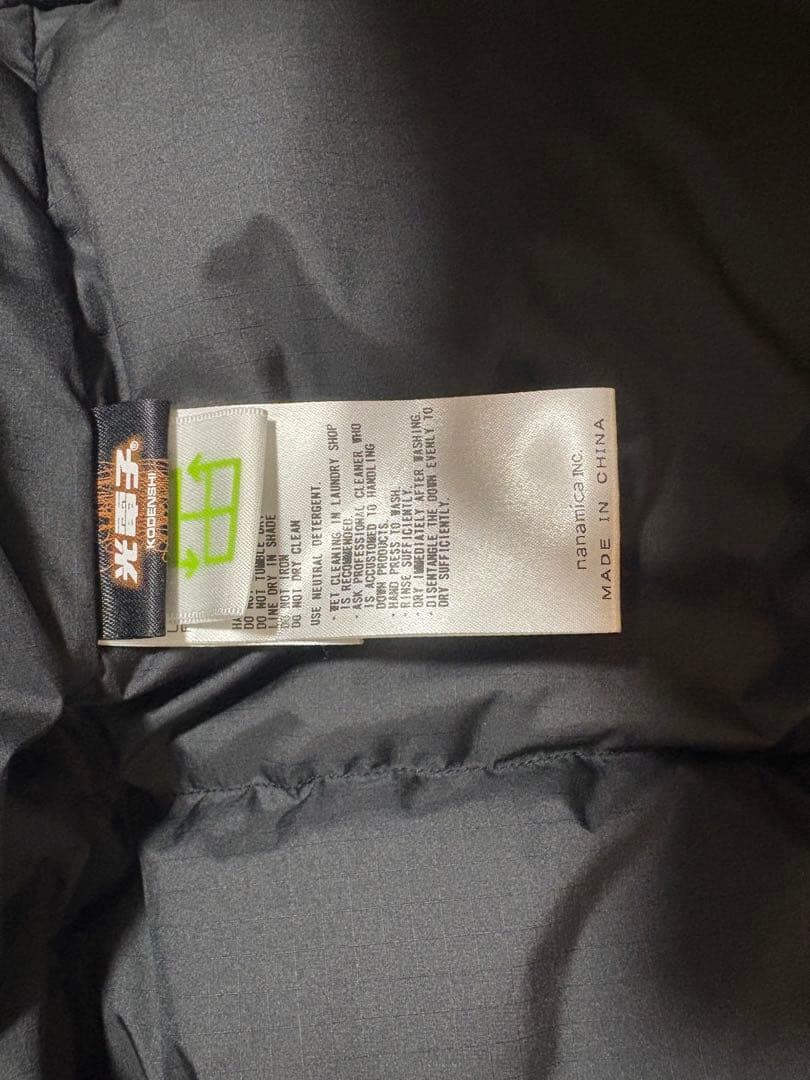 光電子®
KODENSHI
DO NOT TUMBLE DRY
LINE DRY IN SHADE
DO NOT IRON
DO NOT DRY CLEAN
USE NEUTRAL DETERGENT.
・WET CLEANING IN LAUNDRY SHOP
IS RECOMMENDED.
・ASK PROFESSIONAL CLEANER WHO
IS ACCUSTOMED TO HANDLING
DOWN PRODUCTS.
・HAND PRESS TO WASH.
・RINSE SUFFICIENTLY.
・DRY IMMEDIATELY AFTER WASHING.
・DISENTANGLE THE DOWN EVENLY TO
DRY SUFFICIENTLY.
nanamica INC.
MADE IN CHINA